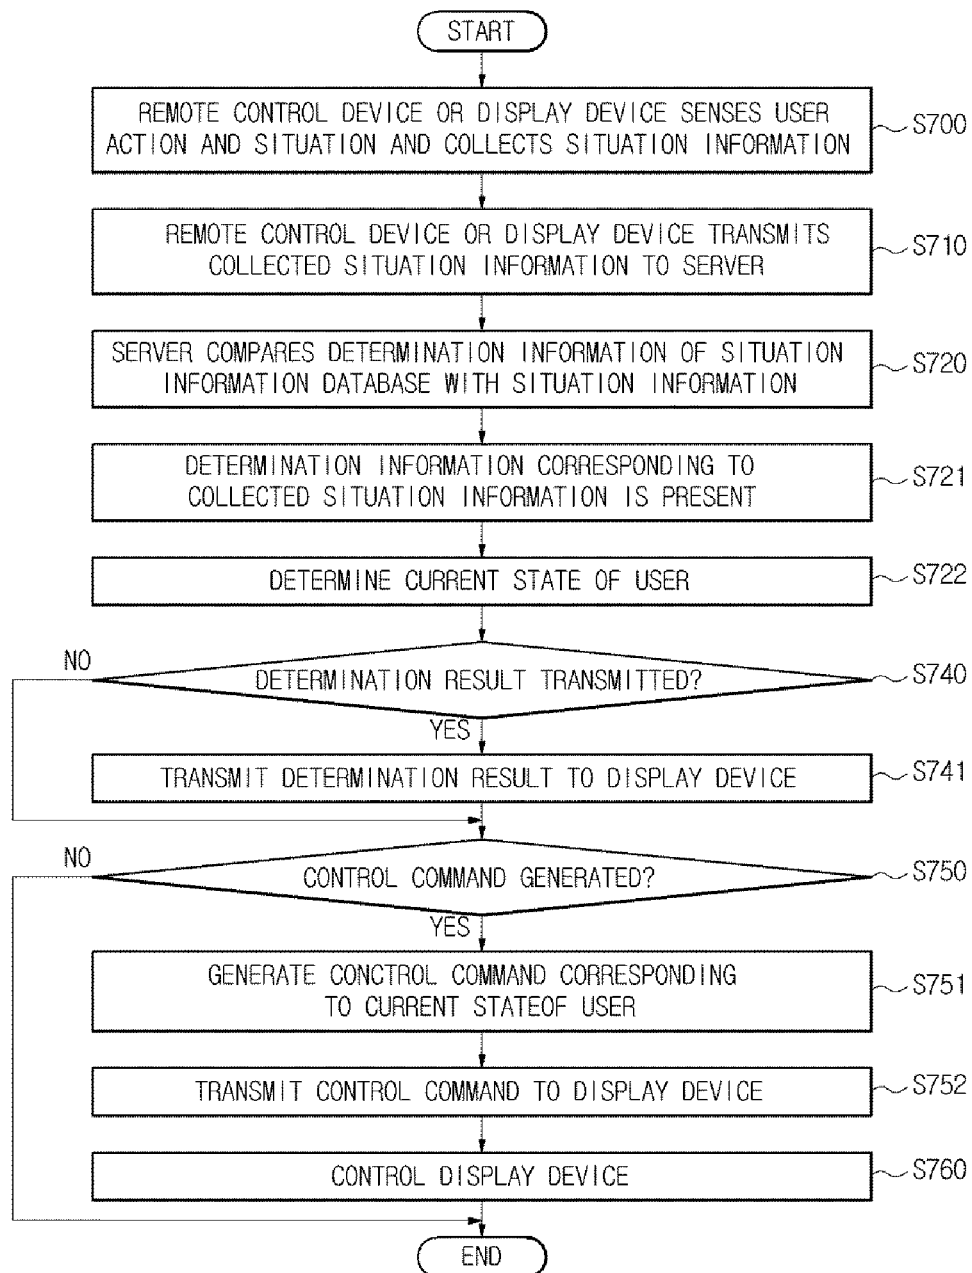 START
REMOTE CONTROL DEVICE OR DISPLAY DEVICE SENSES USER
ACTION AND SITUATION AND COLLECTS SITUATION INFORMATION
S700
REMOTE CONTROL DEVICE OR DISPLAY DEVICE TRANSMITS
COLLECTED SITUATION INFORMATION TO SERVER
S710
SERVER COMPARES DETERMINATION INFORMATION OF SITUATION
INFORMATION DATABASE WITH SITUATION INFORMATION
S720
DETERMINATION INFORMATION CORRESPONDING TO
COLLECTED SITUATION INFORMATION IS PRESENT
S721
DETERMINE CURRENT STATE OF USER
S722
NO
DETERMINATION RESULT TRANSMITTED?
S740
YES
TRANSMIT DETERMINATION RESULT TO DISPLAY DEVICE
S741
NO
CONTROL COMMAND GENERATED?
S750
YES
GENERATE CONCTROL COMMAND CORRESPONDING
TO CURRENT STATEOF USER
S751
TRANSMIT CONTROL COMMAND TO DISPLAY DEVICE
S752
CONTROL DISPLAY DEVICE
S760
END